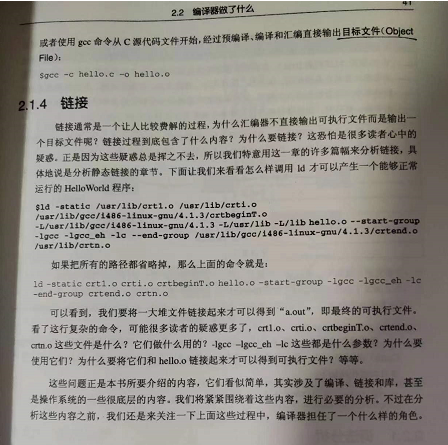 2.2 编译器做了什么
41
或者使用 gcc 命令从 C 源代码文件开始,经过预编译、编译和汇编直接输出目标文件(Object
File):
$gcc -c hello.c -o hello.o
2.1.4 链接
链接通常是一个让人比较费解的过程,为什么汇编器不直接输出可执行文件而是输出一
个目标文件呢?链接过程到底包含了什么内容?为什么要链接?这恐怕是很多读者心中的
疑惑。正是因为这些疑惑总是挥之不去,所以我们特意用这一章的许多篇幅来分析链接,具
体地说是分析静态链接的章节。下面让我们来看看怎么样调用 ld 才可以产生一个能够正常
运行的 HelloWorld 程序:
$ld -static /usr/lib/crt1.o /usr/lib/crti.o
/usr/lib/gcc/i486-linux-gnu/4.1.3/crtbeginT.o
-L/usr/lib/gcc/i486-linux-gnu/4.1.3 -L/usr/lib -L/lib hello.o --start-group
-lgcc -lgcc_eh -lc --end-group /usr/lib/gcc/i486-linux-gnu/4.1.3/crtend.o
/usr/lib/crtn.o
如果把所有的路径都省略掉,那么上面的命令就是:
ld -static crt1.o crti.o crtbeginT.o hello.o -start-group -lgcc -lgcc_eh -lc
-end-group crtend.o crtn.o
可以看到,我们要将一大堆文件链接起来才可以得到“a.out”,即最终的可执行文件。
看了这行复杂的命令,可能很多读者的疑惑更多了,crt1.o、crti.o、crtbeginT.o、crtend.o、
crtn.o 这些文件是什么?它们做什么用的?-lgcc -lgcc_eh -lc 这些都是什么参数?为什么要
使用它们?为什么要将它们和 hello.o 链接起来才可以得到可执行文件?等等。
这些问题正是本书所要介绍的内容,它们看似简单,其实涉及了编译、链接和库,甚至
是操作系统的一些很底层的内容。我们将紧紧围绕着这些内容,进行必要的分析。不过在分
析这些内容之前,我们还是来关注一下上面这些过程中,编译器担任了一个什么样的角色。